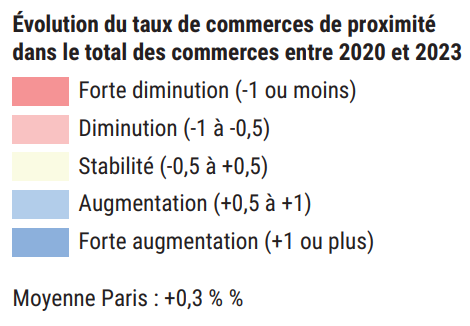 Évolution du taux de commerces de proximité
dans le total des commerces entre 2020 et 2023
Forte diminution (-1 ou moins)
Diminution (-1 à -0,5)
Stabilité (-0,5 à +0,5)
Augmentation (+0,5 à +1)
Forte augmentation (+1 ou plus)
Moyenne Paris : +0,3 % %